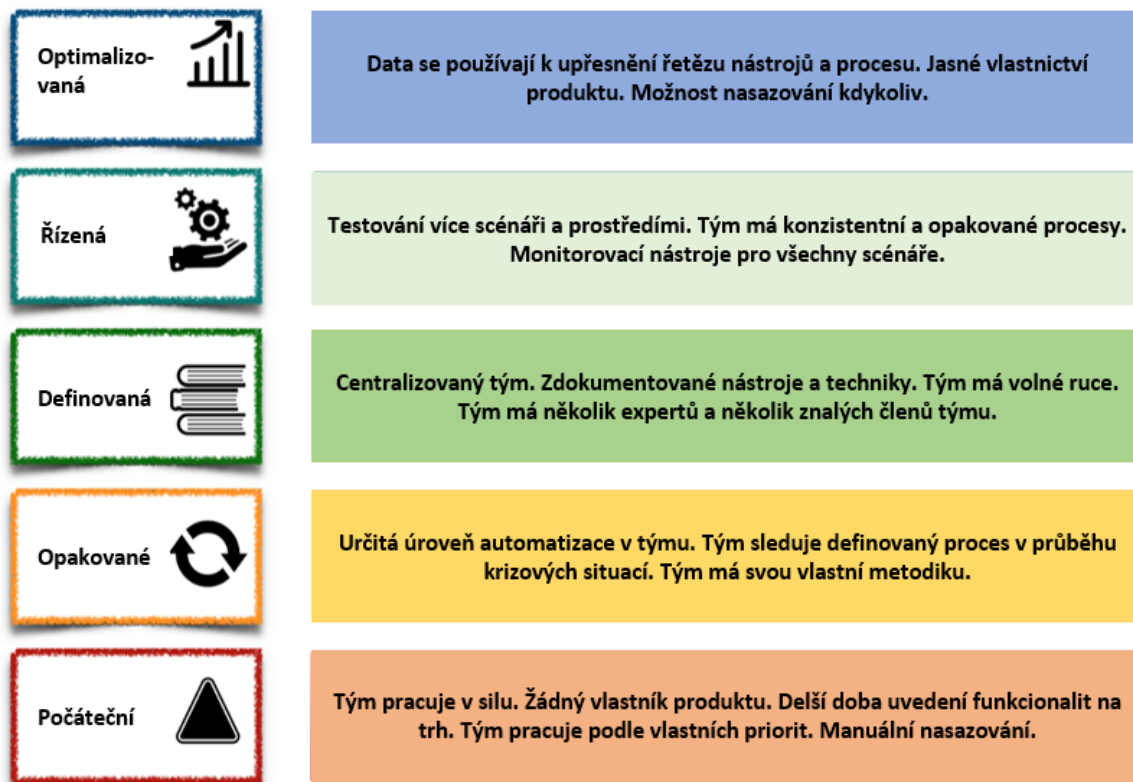 Optimalizo-
vaná
Data se používají k upřesnění řetězu nástrojů a procesu. Jasné vlastnictví
produktu. Možnost nasazování kdykoliv.
Řízená
Testování více scénáři a prostředími. Tým má konzistentní a opakované procesy.
Monitorovací nástroje pro všechny scénáře.
Definovaná
Centralizovaný tým. Zdokumentované nástroje a techniky. Tým má volné ruce.
Tým má několik expertů a několik znalých členů týmu.
Opakované
Určitá úroveň automatizace v týmu. Tým sleduje definovaný proces v průběhu
krizových situací. Tým má svou vlastní metodiku.
Počáteční
Tým pracuje v silu. Žádný vlastník produktu. Delší doba uvedení funkcionalit na
trh. Tým pracuje podle vlastních priorit. Manuální nasazování.